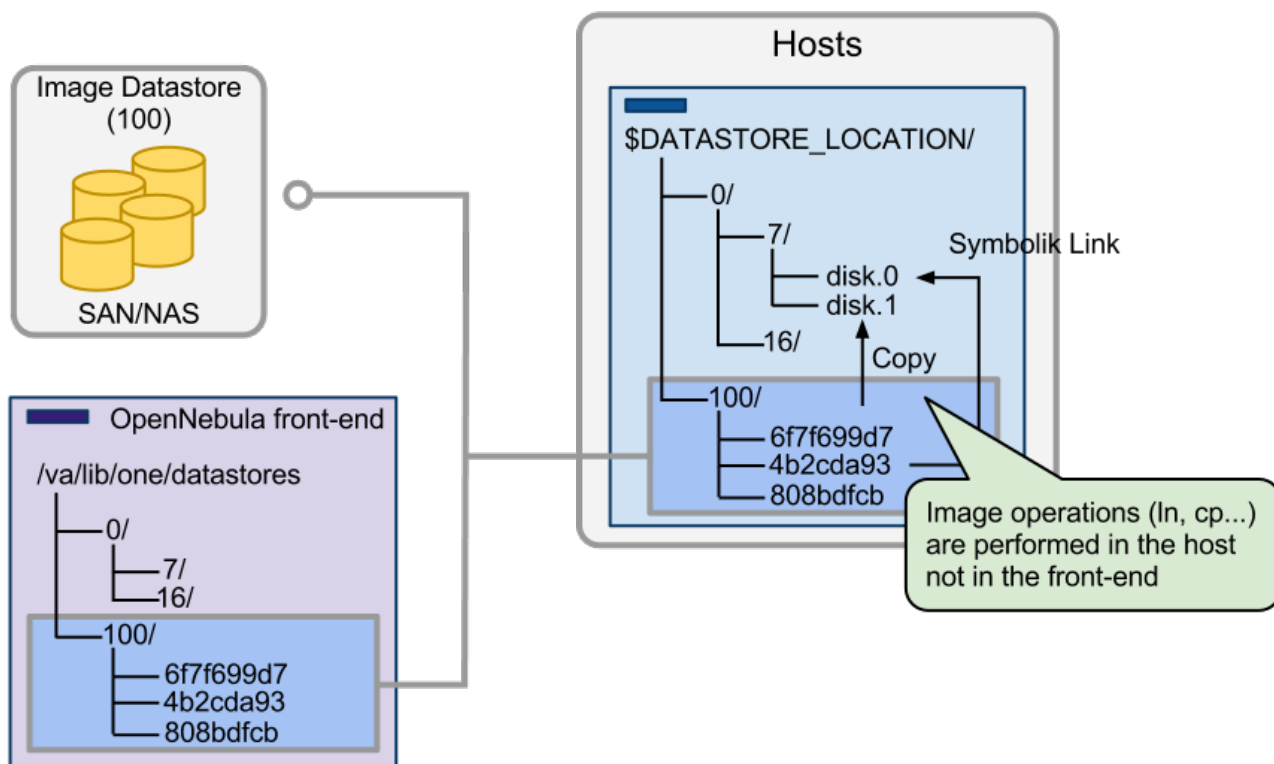 Image Datastore
(100)
SAN/NAS
OpenNebula front-end
/va/lib/one/datastores
0/
7/
16/
100/
6f7f699d7
4b2cda93
808bdfcb
Hosts
$DATASTORE_LOCATION/
0/
7/
disk.0
disk.1
16/
Symbolik Link
Copy
100/
6f7f699d7
4b2cda93
808bdfcb
Image operations (ln, cp...)
are performed in the host
not in the front-end